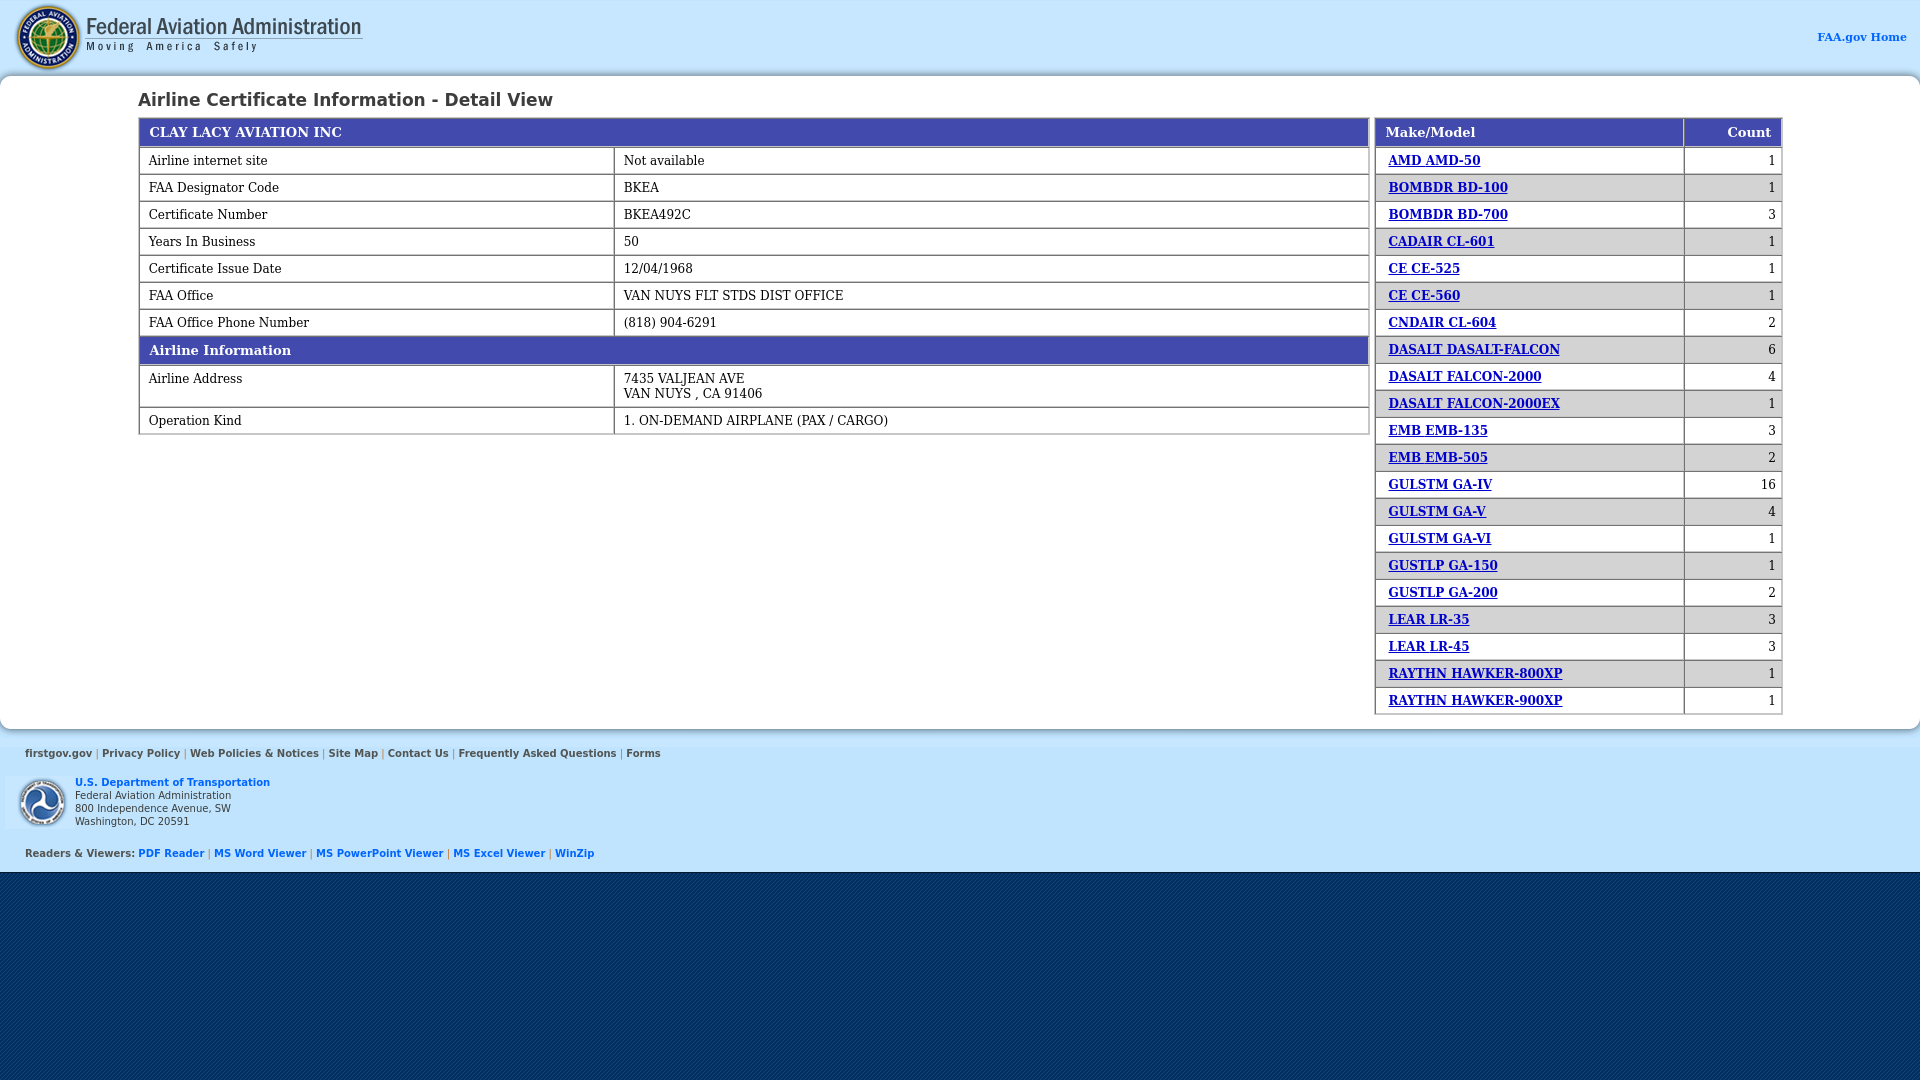 Federal Aviation Administration
Moving America Safely
FAA.gov Home
Airline Certificate Information - Detail View
CLAY LACY AVIATION INC
Airline internet site Not available
FAA Designator Code BKEA
Certificate Number BKEA492C
Years In Business 50
Certificate Issue Date 12/04/1968
FAA Office VAN NUYS FLT STDS DIST OFFICE
FAA Office Phone Number (818) 904-6291
Airline Information
Airline Address 7435 VALJEAN AVE
VAN NUYS , CA 91406
Operation Kind 1. ON-DEMAND AIRPLANE (PAX / CARGO)
Make/Model Count
AMD AMD-50 1
BOMBDR BD-100 1
BOMBDR BD-700 3
CADAIR CL-601 1
CE CE-525 1
CE CE-560 1
CNDAIR CL-604 2
DASALT DASALT-FALCON 6
DASALT FALCON-2000 4
DASALT FALCON-2000EX 1
EMB EMB-135 3
EMB EMB-505 2
GULSTM GA-IV 16
GULSTM GA-V 4
GULSTM GA-VI 1
GUSTLP GA-150 1
GUSTLP GA-200 2
LEAR LR-35 3
LEAR LR-45 3
RAYTHN HAWKER-800XP 1
RAYTHN HAWKER-900XP 1
firstgov.gov | Privacy Policy | Web Policies & Notices | Site Map | Contact Us | Frequently Asked Questions | Forms
U.S. Department of Transportation
Federal Aviation Administration
800 Independence Avenue, SW
Washington, DC 20591
Readers & Viewers: PDF Reader | MS Word Viewer | MS PowerPoint Viewer | MS Excel Viewer | WinZip